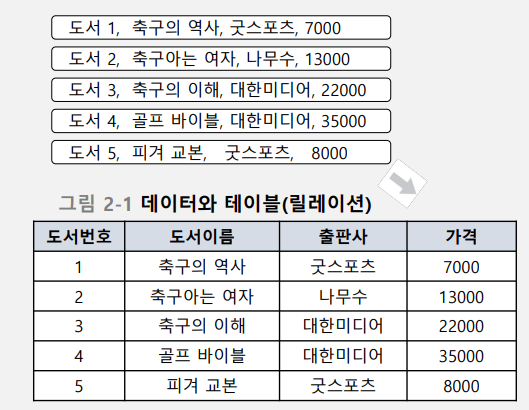 도서 1, 축구의 역사, 굿스포츠, 7000
도서 2, 축구아는 여자, 나무수, 13000
도서 3, 축구의 이해, 대한미디어, 22000
도서 4, 골프 바이블, 대한미디어, 35000
도서 5, 피겨 교본, 굿스포츠, 8000
그림 2-1 데이터와 테이블(릴레이션)
도서번호 도서이름 출판사 가격
1 축구의 역사 굿스포츠 7000
2 축구아는 여자 나무수 13000
3 축구의 이해 대한미디어 22000
4 골프 바이블 대한미디어 35000
5 피겨 교본 굿스포츠 8000